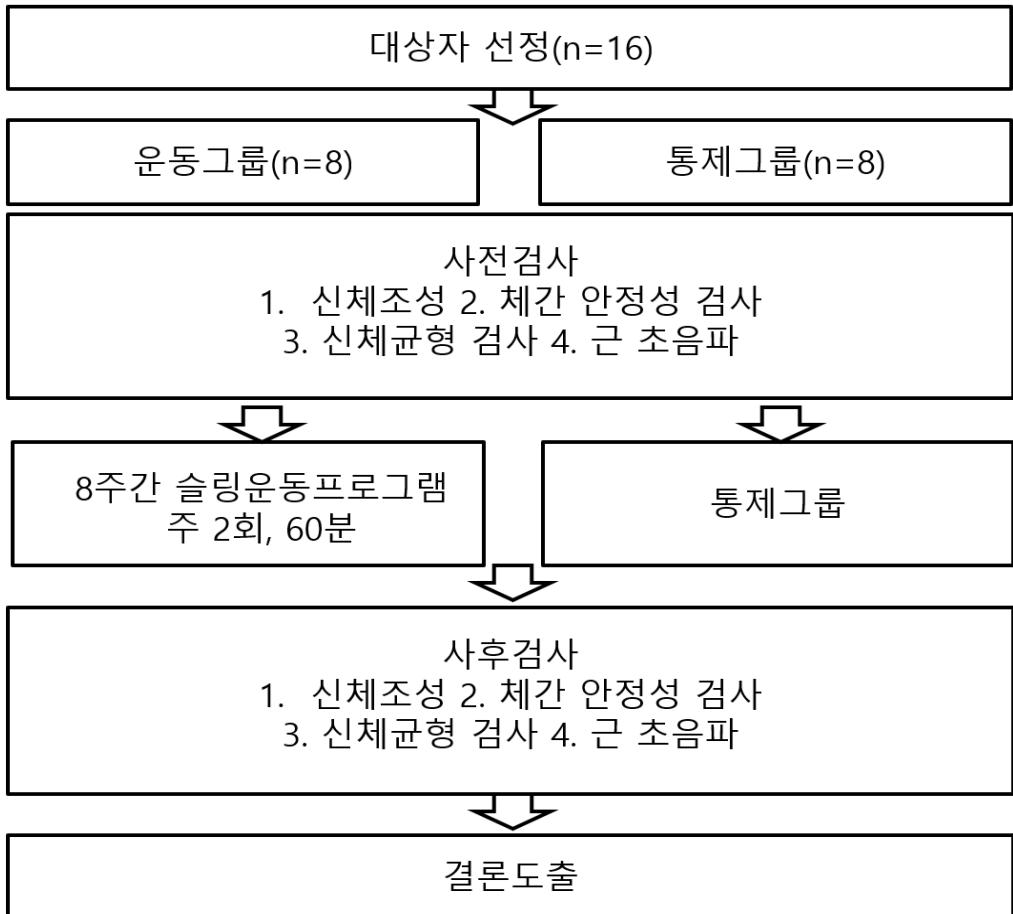 대상자 선정(n=16)
운동그룹(n=8)
통제그룹(n=8)
사전검사
1. 신체조성 2. 체간 안정성 검사
3. 신체균형 검사 4. 근 초음파
8주간 슬링운동프로그램
주 2회, 60분
통제그룹
사후검사
1. 신체조성 2. 체간 안정성 검사
3. 신체균형 검사 4. 근 초음파
결론도출